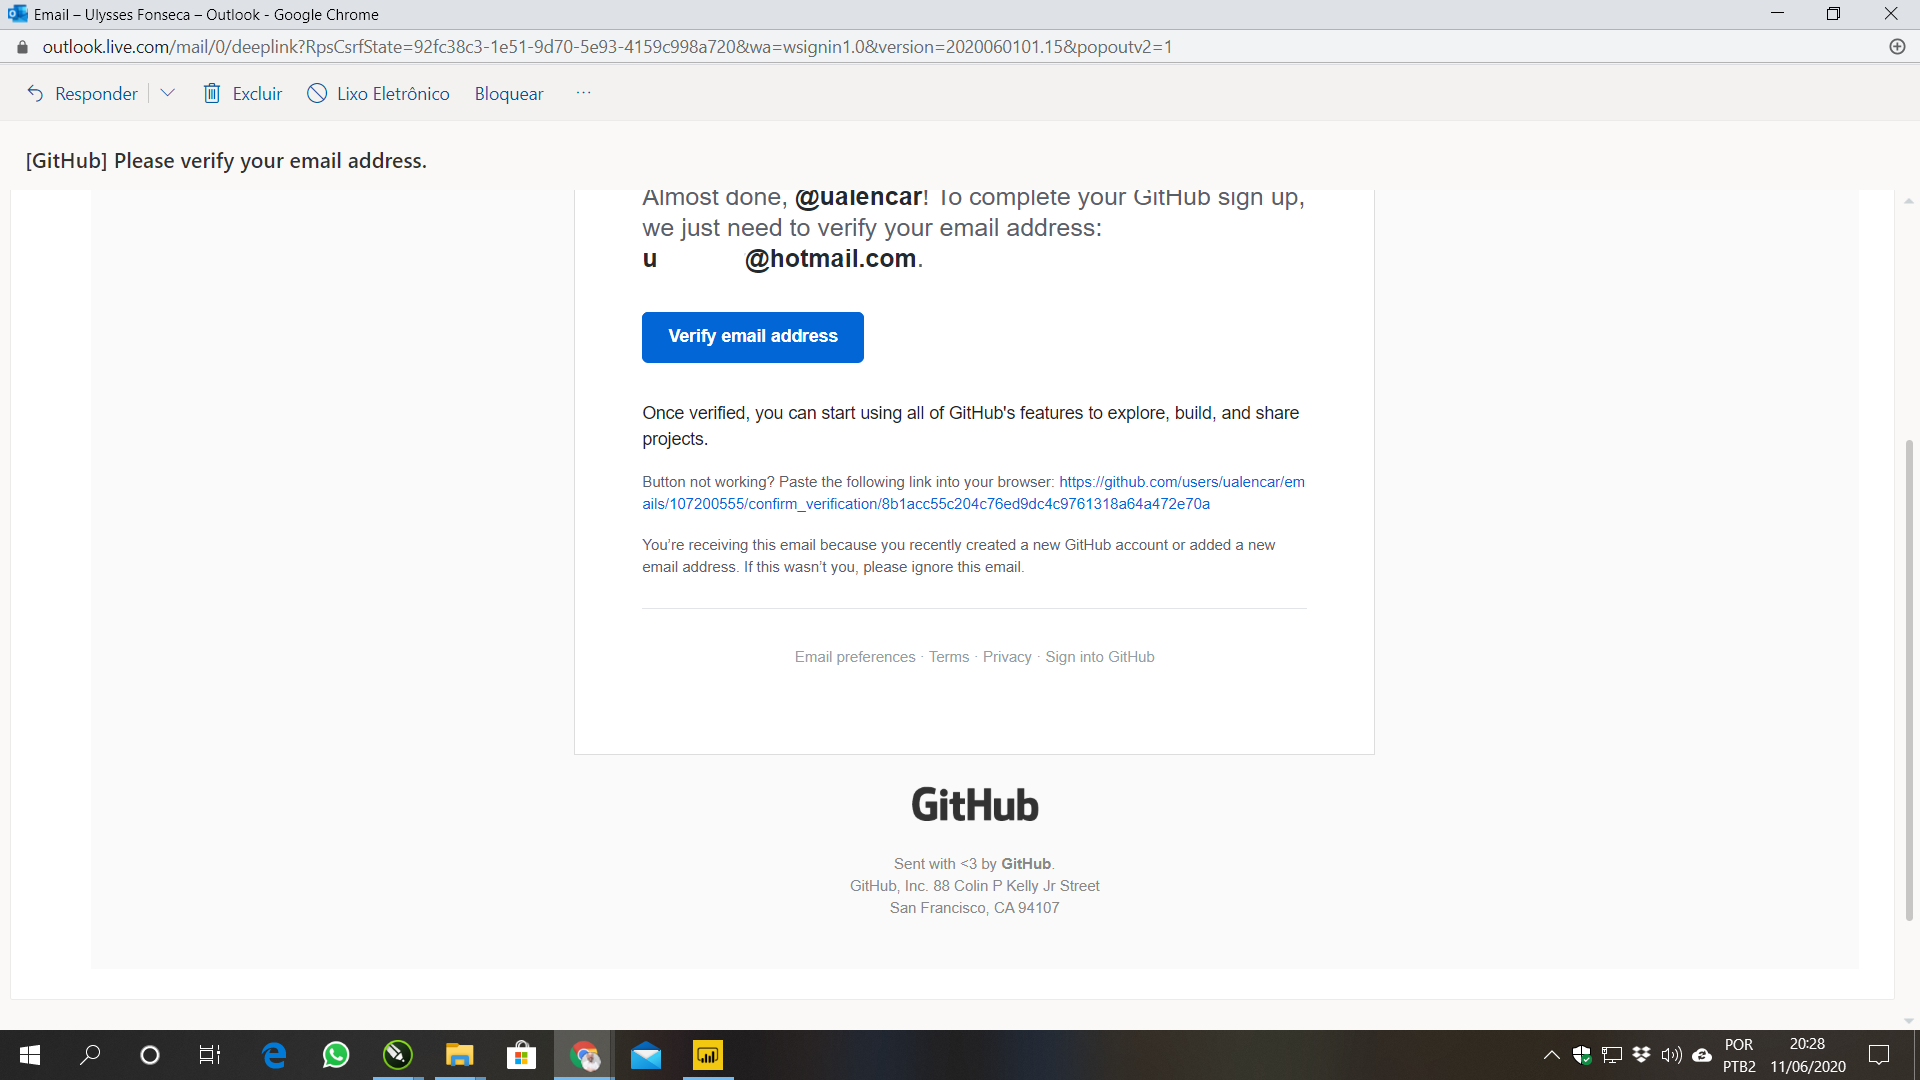 Email – Ulysses Fonseca – Outlook - Google Chrome
outlook.live.com/mail/0/deeplink?RpsCsrfState=92fc38c3-1e51-9d70-5e93-4159c998a720&wa=wsignin1.0&version=2020060101.15&popoutv2=1
Responder Excluir Lixo Eletrônico Bloquear ...
[GitHub] Please verify your email address.
Almost done, @ualencar! To complete your GitHub sign up,
we just need to verify your email address:
u @hotmail.com.
Verify email address
Once verified, you can start using all of GitHub's features to explore, build, and share
projects.
Button not working? Paste the following link into your browser: https://github.com/users/ualencar/em
ails/107200555/confirm_verification/8b1acc55c204c76ed9dc4c9761318a64a472e70a
You’re receiving this email because you recently created a new GitHub account or added a new
email address. If this wasn’t you, please ignore this email.
Email preferences · Terms · Privacy · Sign into GitHub
GitHub
Sent with <3 by GitHub.
GitHub, Inc. 88 Colin P Kelly Jr Street
San Francisco, CA 94107
POR 20:28
PTB2 11/06/2020